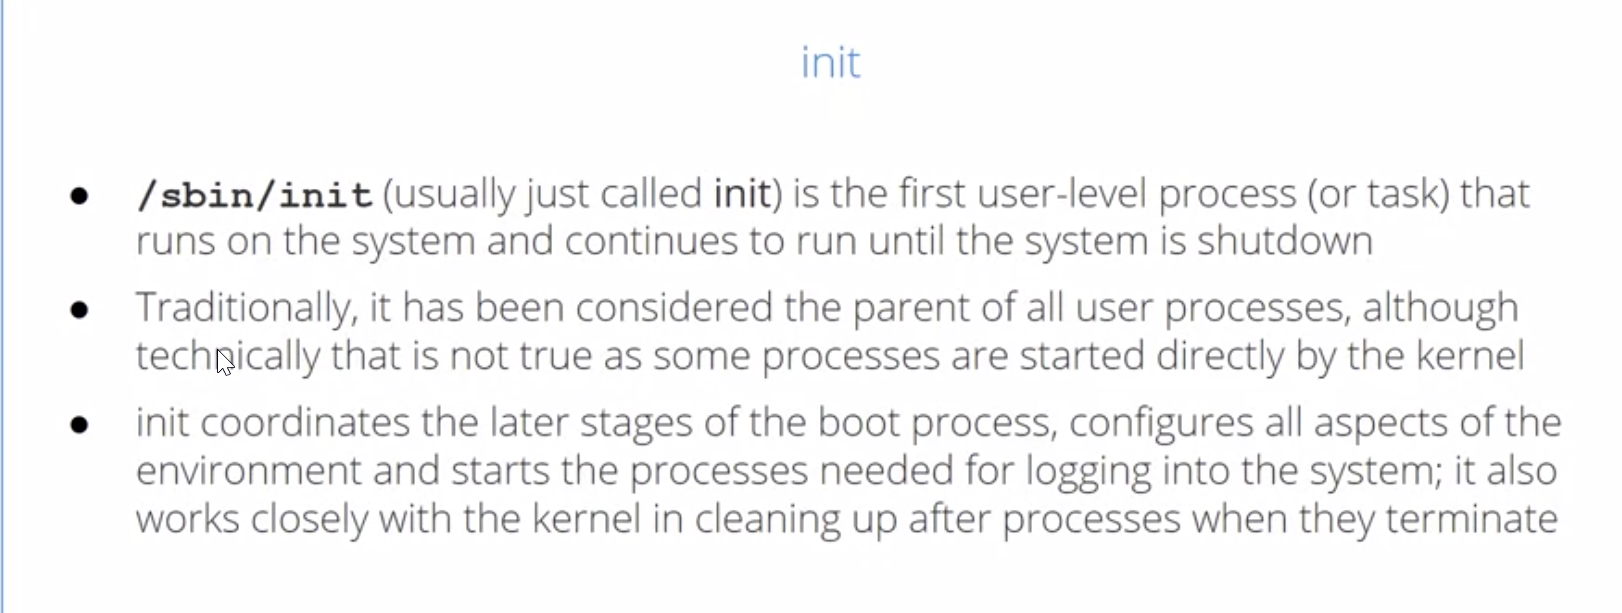 init
● /sbin/init (usually just called init) is the first user-level process (or task) that
runs on the system and continues to run until the system is shutdown
● Traditionally, it has been considered the parent of all user processes, although
technically that is not true as some processes are started directly by the kernel
● init coordinates the later stages of the boot process, configures all aspects of the
environment and starts the processes needed for logging into the system; it also
works closely with the kernel in cleaning up after processes when they terminate